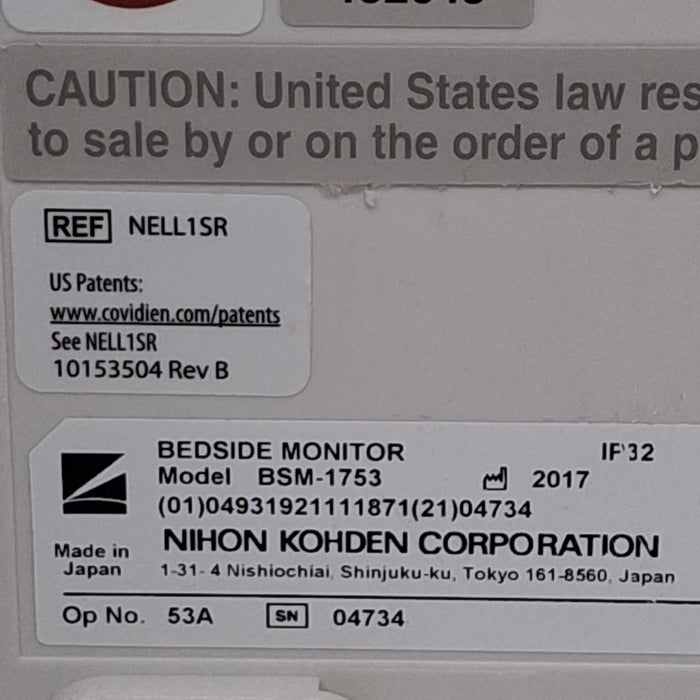 CAUTION: United States law
to sale by or on the order of a
REF NELL1SR
US Patents:
www.covidien.com/patents
See NELL1SR
10153504 Rev B
BEDSIDE MONITOR IP32
Model BSM-1753 2017
(01)04931921111871(21)04734
NIHON KOHDEN CORPORATION
Made in Japan
1-31-4 Nishiochiai, Shinjuku-ku, Tokyo 161-8560, Japan
Op No. 53A SN 04734